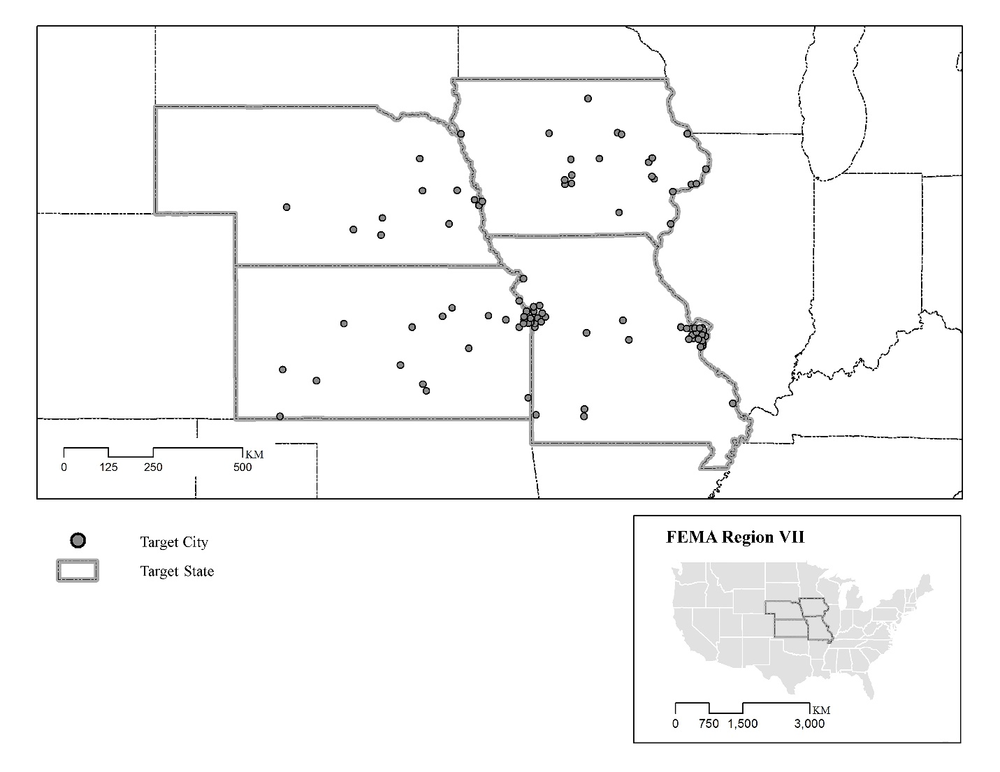 KM
0 125 250 500
Target City
Target State
FEMA Region VII
KM
0 750 1,500 3,000